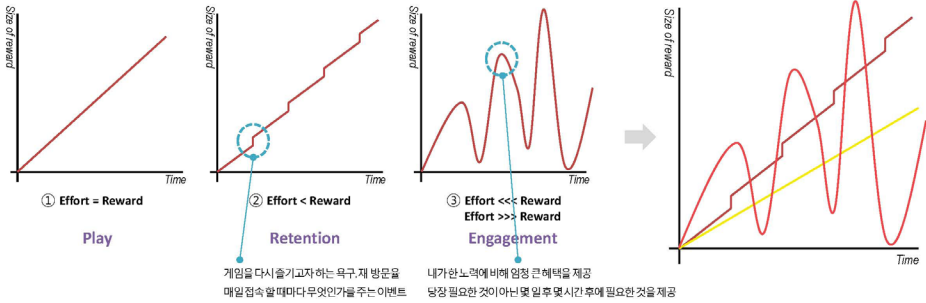 Size of reward
Time
① Effort = Reward
Play
Size of reward
Time
② Effort < Reward
Retention
게임을 다시 즐기고자 하는 욕구, 재 방문율
매일 접속 할 때마다 무엇인가를 주는 이벤트
Size of reward
Time
③ Effort <<< Reward
Effort >>> Reward
Engagement
내가 한 노력에 비해 엄청 큰 혜택을 제공
당장 필요한 것이 아닌 몇 일 후 몇 시간 후에 필요한 것을 제공
Size of reward
Time